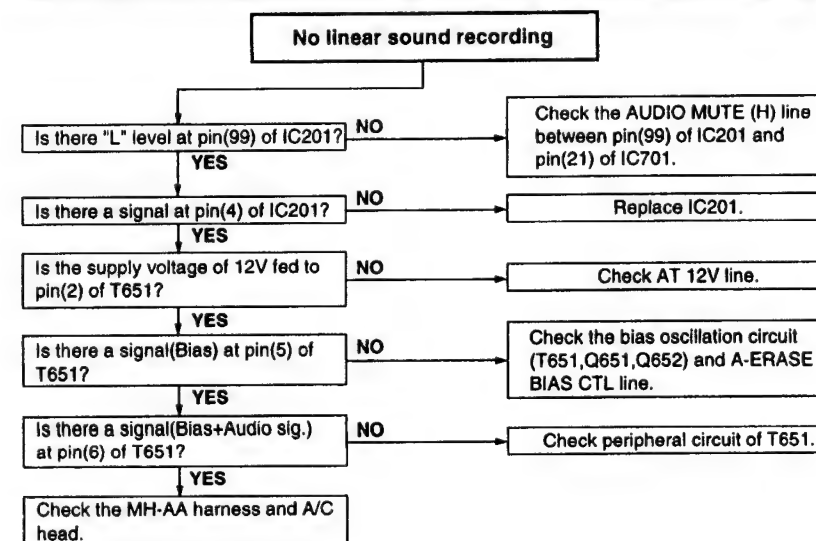 No linear sound recording
Is there "L" level at pin(99) of IC201?
NO
Check the AUDIO MUTE (H) line
between pin(99) of IC201 and
pin(21) of IC701.
YES
Is there a signal at pin(4) of IC201?
NO
Replace IC201.
YES
Is the supply voltage of 12V fed to
pin(2) of T651?
NO
Check AT 12V line.
YES
Is there a signal(Bias) at pin(5) of
T651?
NO
Check the bias oscillation circuit
(T651,Q651,Q652) and A-ERASE
BIAS CTL line.
YES
Is there a signal(Bias+Audio sig.)
at pin(6) of T651?
NO
Check peripheral circuit of T651.
YES
Check the MH-AA harness and A/C
head.